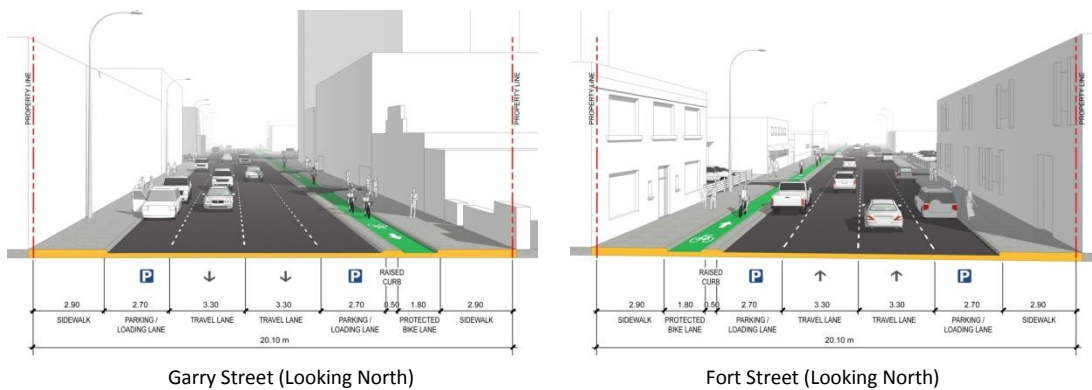 PROPERTY LINE
PROPERTY LINE
P
P
RAISED
CURB
2.90
2.70
3.30
3.30
2.70
0.50
1.80
2.90
SIDEWALK
PARKING /
LOADING LANE
TRAVEL LANE
TRAVEL LANE
PARKING /
LOADING LANE
PROTECTED
BIKE LANE
SIDEWALK
20.10 m
Garry Street (Looking North)
PROPERTY LINE
PROPERTY LINE
RAISED
CURB
P
P
2.90
1.80
0.50
2.70
3.30
3.30
2.70
2.90
SIDEWALK
PROTECTED
BIKE LANE
PARKING /
LOADING LANE
TRAVEL LANE
TRAVEL LANE
PARKING /
LOADING LANE
SIDEWALK
20.10 m
Fort Street (Looking North)